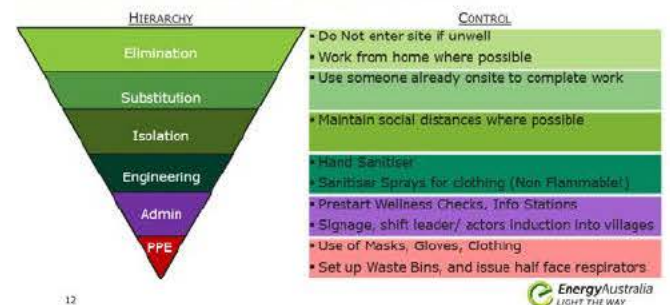 HIERARCHY
CONTROL
Elimination
• Do Not enter site if unwell
• Work from home where possible
Substitution
• Use someone already onsite to complete work
Isolation
• Maintain social distances where possible
Engineering
• Hand Sanitiser
• Sanitiser Sprays for clothing (Non Flammable!)
Admin
• Prestart Wellness Checks, Info Stations
• Signage, shift leader/ actors induction into villages
PPE
• Use of Masks, Gloves, Clothing
• Set up Waste Bins, and issue half face respirators
12
EnergyAustralia
LIGHT THE WAY